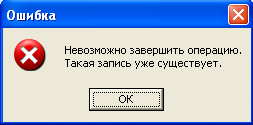 Ошибка
Невозможно завершить операцию.
Такая запись уже существует.
OK